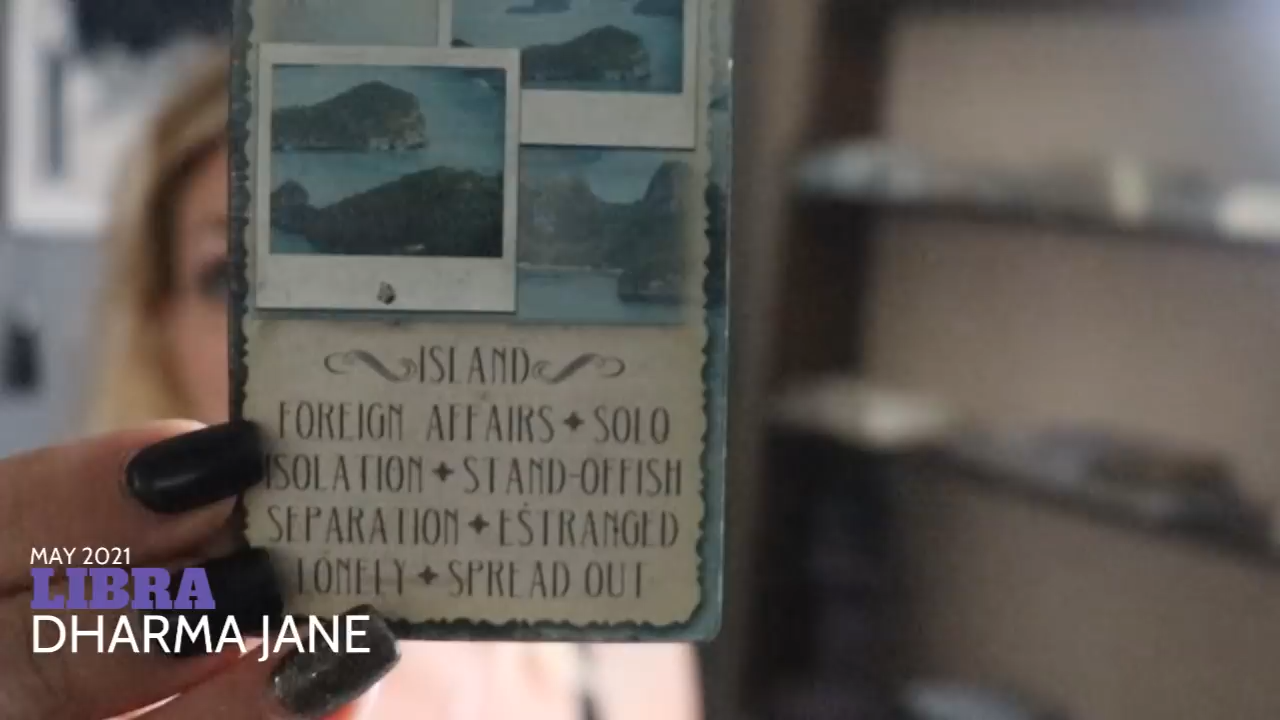 ISLAND
FOREIGN AFFAIRS ✦ SOLO
ISOLATION ✦ STAND-OFFISH
SEPARATION ✦ ESTRANGED
LONELY ✦ SPREAD OUT
MAY 2021
LIBRA
DHARMA JANE